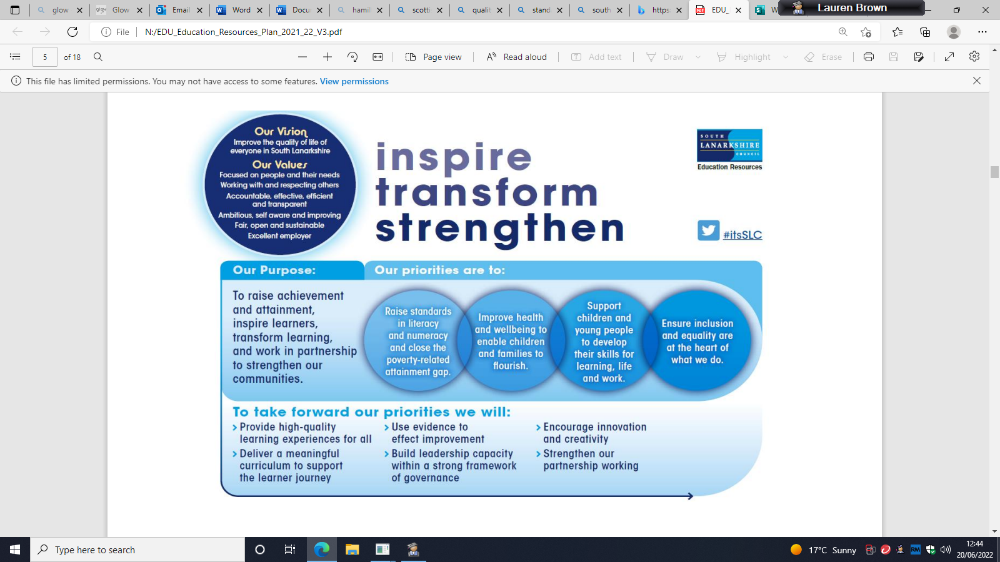 glow
Glow
Email
Word
Docu
hamil
scotti
qualit
stand
south
https:
EDU_
W
Lauren Brown
File
N:/EDU_Education_Resources_Plan_2021_22_V3.pdf
5 of 18
Page view
Read aloud
Add text
Draw
Highlight
Erase
This file has limited permissions. You may not have access to some features. View permissions
Our Vision
Improve the quality of life of
everyone in South Lanarkshire
Our Values
Focused on people and their needs
Working with and respecting others
Accountable, effective, efficient
and transparent
Ambitious, self aware and improving
Fair, open and sustainable
Excellent employer
inspire
transform
strengthen
SOUTH
LANARKSHIRE
COUNCIL
Education Resources
#itsSLC
Our Purpose:
To raise achievement
and attainment,
inspire learners,
transform learning,
and work in partnership
to strengthen our
communities.
Our priorities are to:
Raise standards
in literacy
and numeracy
and close the
poverty-related
attainment gap.
Improve health
and wellbeing to
enable children
and families to
flourish.
Support
children and
young people
to develop
their skills for
learning, life
and work.
Ensure inclusion
and equality are
at the heart of
what we do.
To take forward our priorities we will:
› Provide high-quality
learning experiences for all
› Deliver a meaningful
curriculum to support
the learner journey
› Use evidence to
effect improvement
› Build leadership capacity
within a strong framework
of governance
› Encourage innovation
and creativity
› Strengthen our
partnership working
Type here to search
17°C Sunny
RM
12:44
20/06/2022